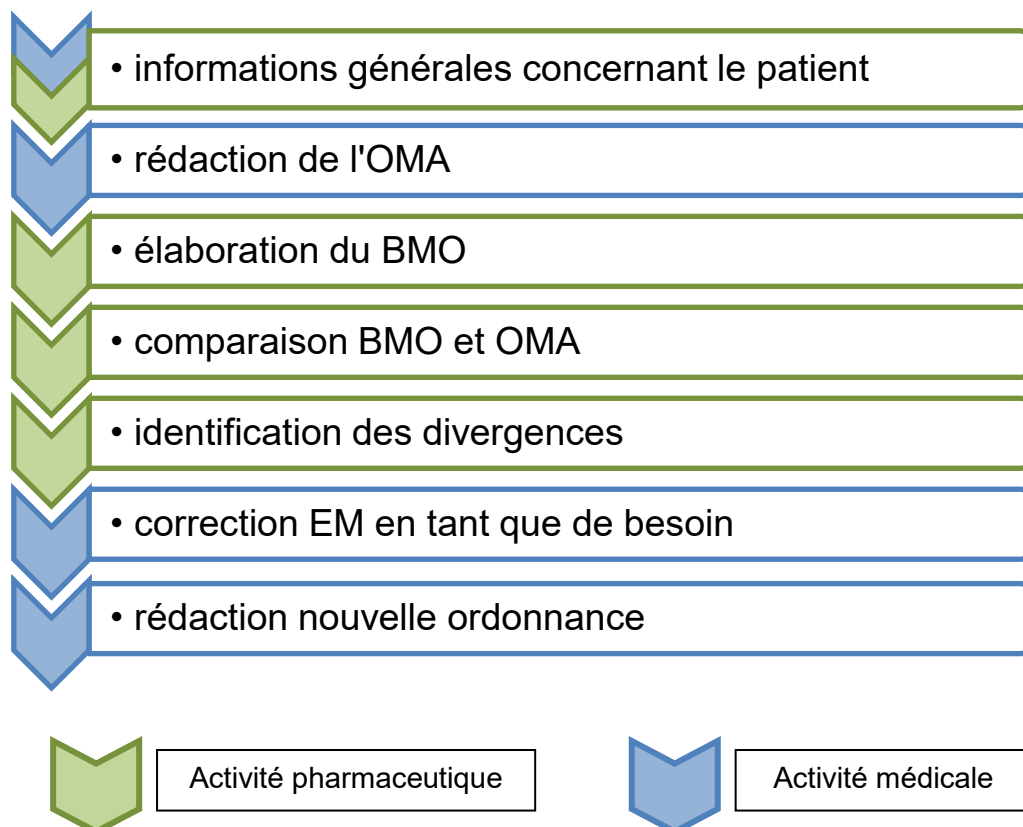 • informations générales concernant le patient
• rédaction de l'OMA
• élaboration du BMO
• comparaison BMO et OMA
• identification des divergences
• correction EM en tant que de besoin
• rédaction nouvelle ordonnance
Activité pharmaceutique
Activité médicale